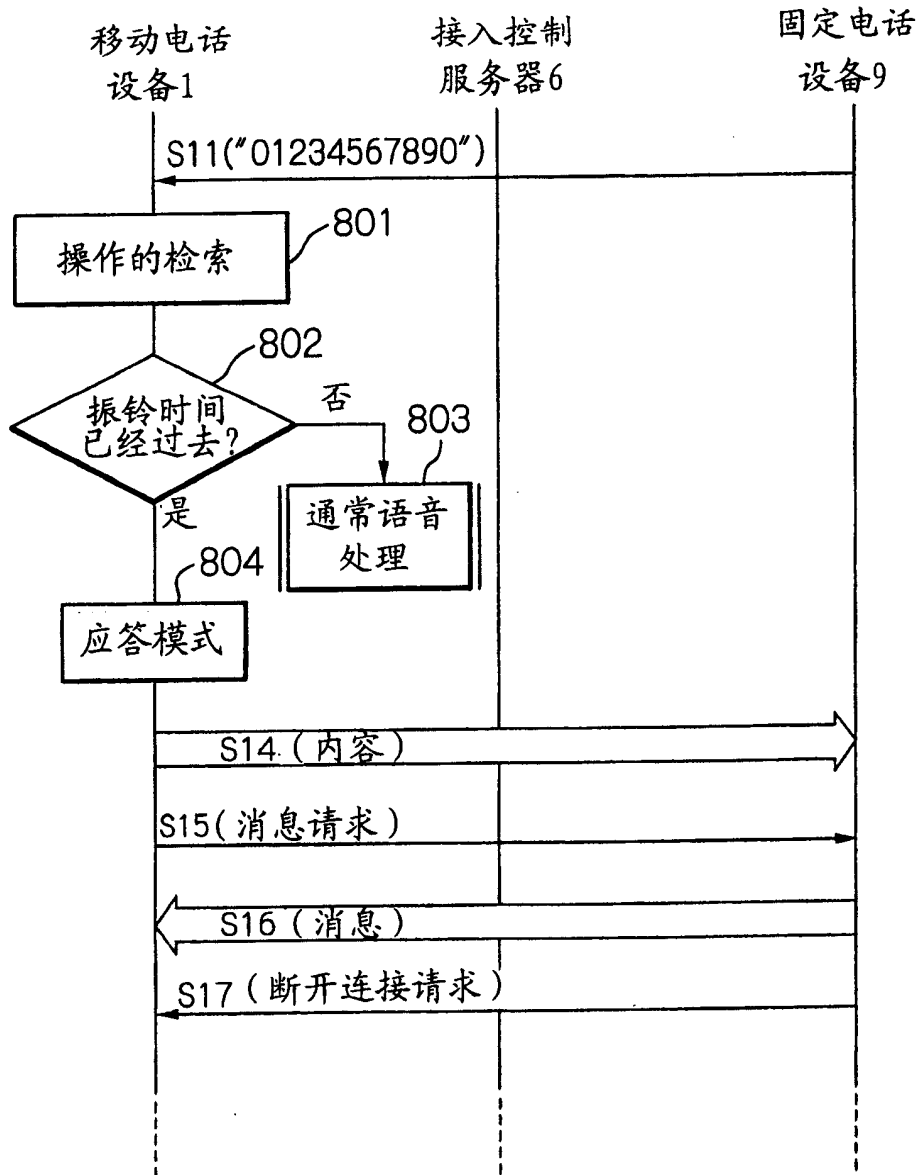 移动电话
设备1
接入控制
服务器6
固定电话
设备9
S11("01234567890")
801
操作的检索
802
振铃时间
已经过去?
否
803
通常语音
处理
是
804
应答模式
S14(内容)
S15(消息请求)
S16(消息)
S17(断开连接请求)